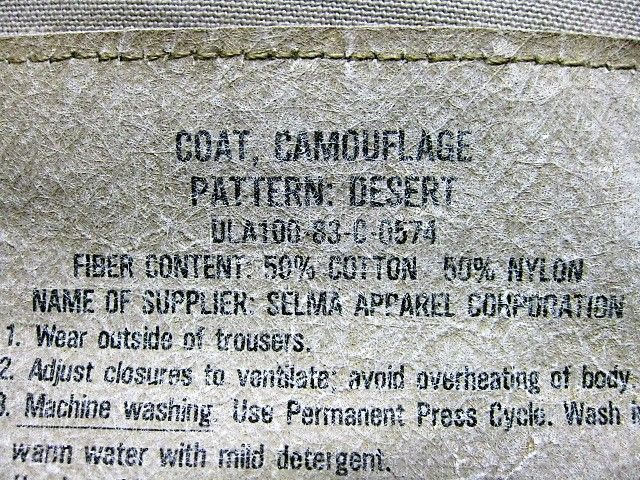 COAT, CAMOUFLAGE
PATTERN: DESERT
DLA100-83-C-0574
FIBER CONTENT: 50% COTTON 50% NYLON
NAME OF SUPPLIER: SELMA APPAREL CORPORATION
1. Wear outside of trousers.
2. Adjust closures to ventilate; avoid overheating of body.
3. Machine washing. Use Permanent Press Cycle. Wash
warm water with mild detergent.